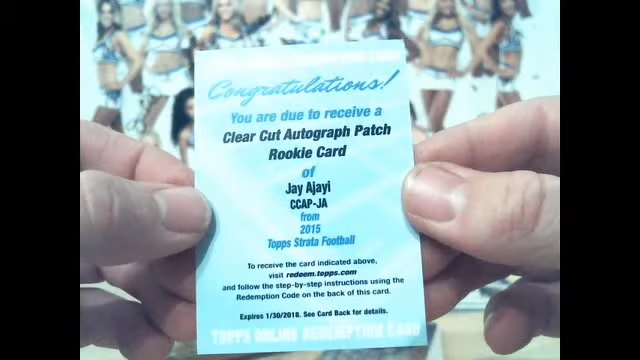 Congratulations!
You are due to receive a
Clear Cut Autograph Patch
Rookie Card
of
Jay Ajayi
CCAP-JA
from
2015
Topps Strata Football
To receive the card indicated above,
visit redeem.topps.com
and follow the step-by-step instructions using the
Redemption Code on the back of this card.
Expires 1/30/2018. See Card Back for details.
TOPPS ONLINE REDEMPTION CARD